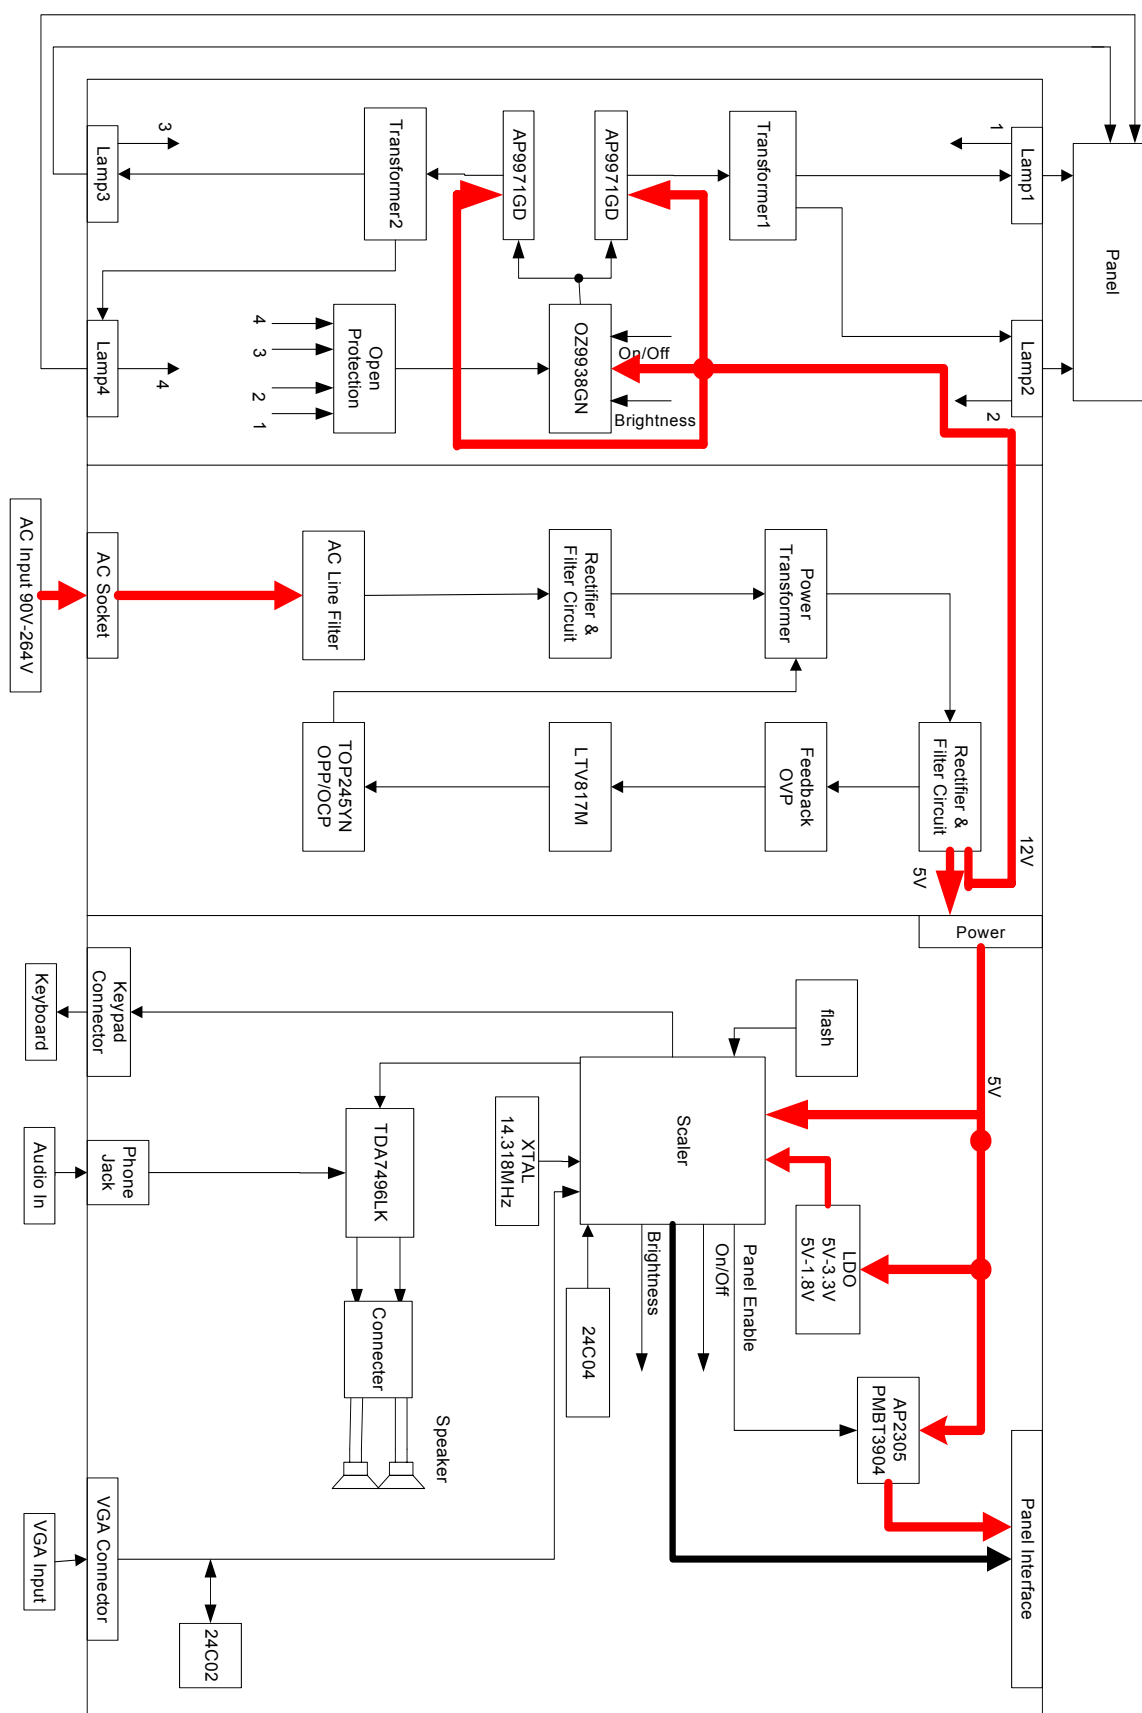 Panel
1
Lamp1
Lamp2
2
Transformer1
AP9971GD
AP9971GD
Transformer2
3
Lamp3
Lamp4
4
On/Off
OZ9938GN
Brightness
Open
Protection
4
3
2
1
AC Input 90V-264V
AC Socket
AC Line Filter
Rectifier &
Filter Circuit
Power
Transformer
Rectifier &
Filter Circuit
Feedback
OVP
LTV817M
TOP245YN
OPP/OCP
12V
5V
Power
5V
flash
Keypad
Connector
Keyboard
Scaler
XTAL
14.318MHz
TDA7496LK
Phone
Jack
Audio In
LDO
5V-3.3V
5V-1.8V
Panel Enable
On/Off
Brightness
24C04
Connecter
Speaker
AP2305
PMBT3904
Panel Interface
VGA Connector
VGA Input
24C02